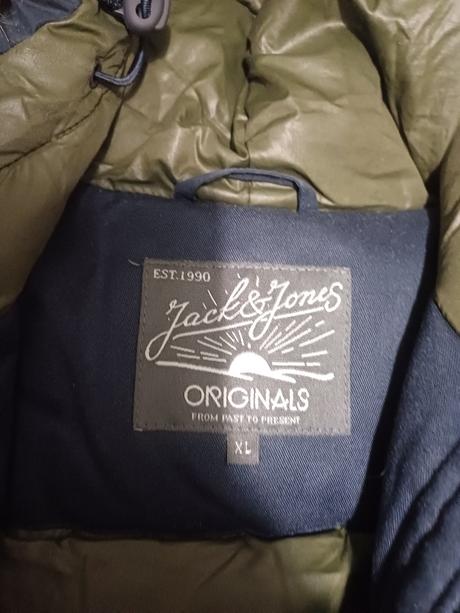 EST.1990
Jack&Jones
ORIGINALS
FROM PAST TO PRESENT
XL